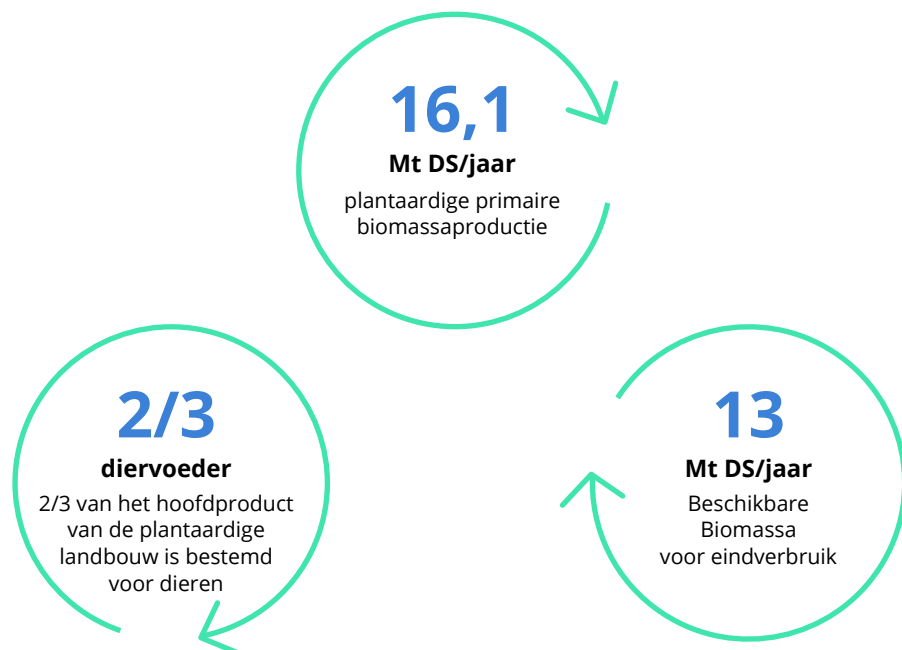 16,1
Mt DS/jaar
plantaardige primaire
biomassaproductie
2/3
diervoeder
2/3 van het hoofdproduct
van de plantaardige
landbouw is bestemd
voor dieren
13
Mt DS/jaar
Beschikbare
Biomassa
voor eindverbruik